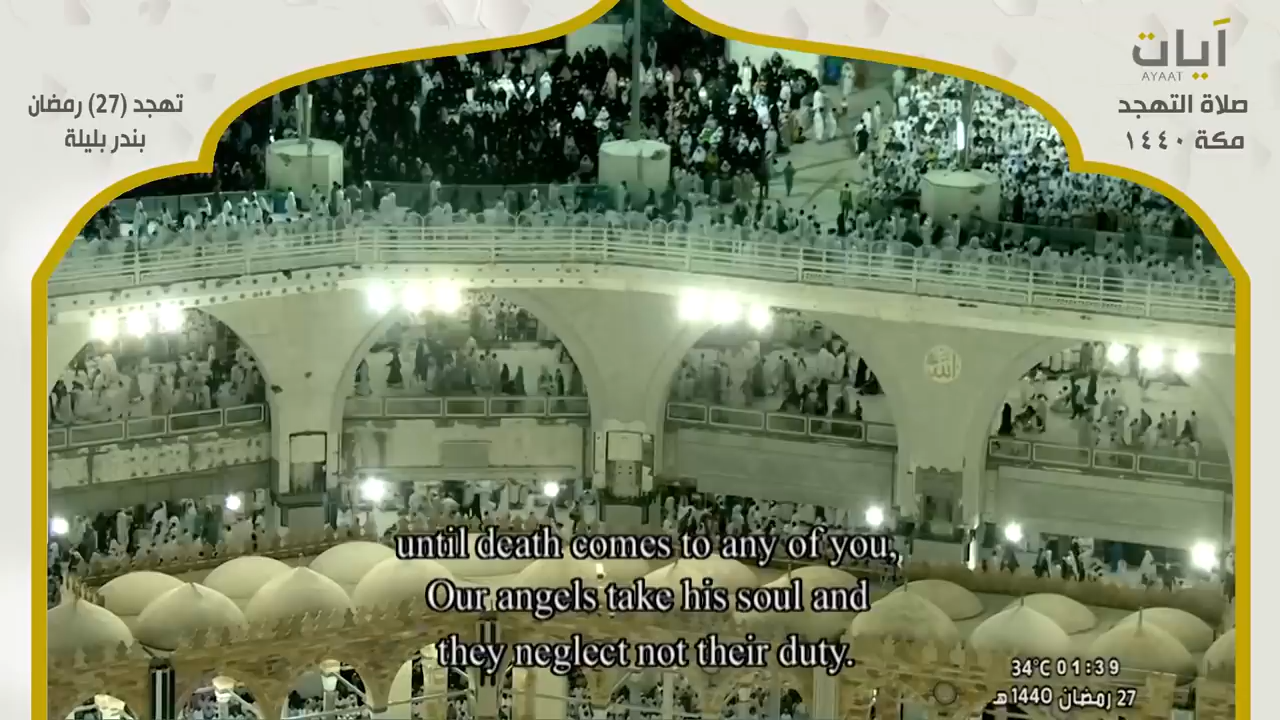 آيات
AYAAT
صلاة التهجد
مكة ١٤٤٠
تهجد (27) رمضان
بندر بليلة
الله
until death comes to any of you,
Our angels take his soul and
they neglect not their duty.
34°C 01:39
27 رمضان 1440هـ